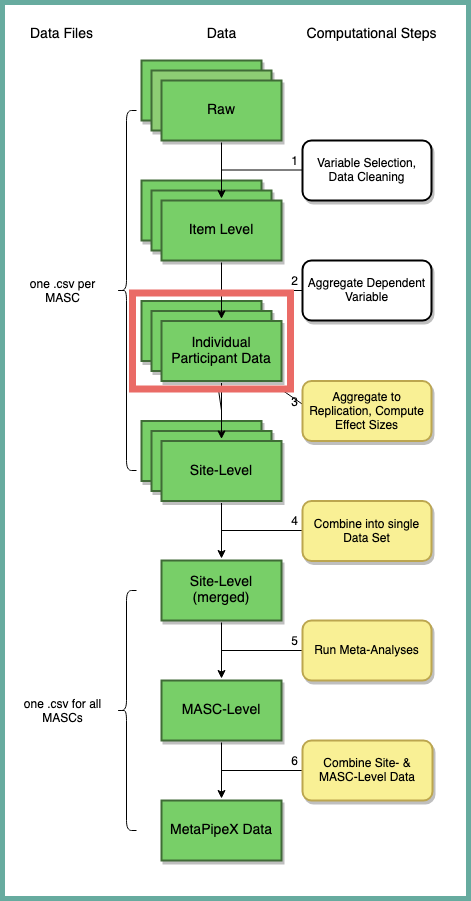 Data Files
Data
Computational Steps
Raw
1
Variable Selection,
Data Cleaning
Item Level
one .csv per
MASC
2
Aggregate Dependent
Variable
Individual
Participant Data
3
Aggregate to
Replication, Compute
Effect Sizes
Site-Level
4
Combine into single
Data Set
Site-Level
(merged)
5
Run Meta-Analyses
one .csv for all
MASCs
MASC-Level
6
Combine Site- &
MASC-Level Data
MetaPipeX Data